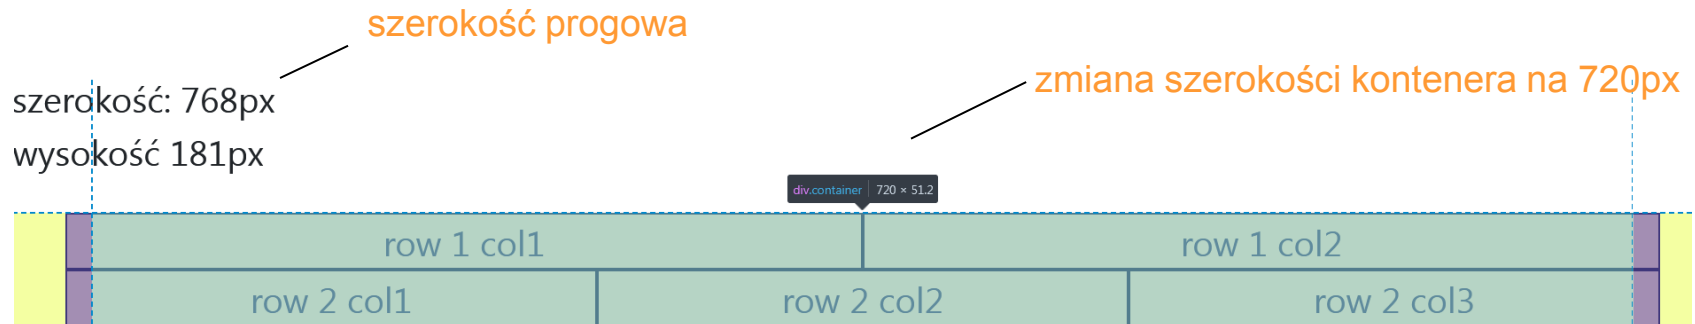 szerokość progowa
zmiana szerokości kontenera na 720px
szerokość: 768px
wysokość 181px
div.container 720 × 51.2
row 1 col1 row 1 col2
row 2 col1 row 2 col2 row 2 col3